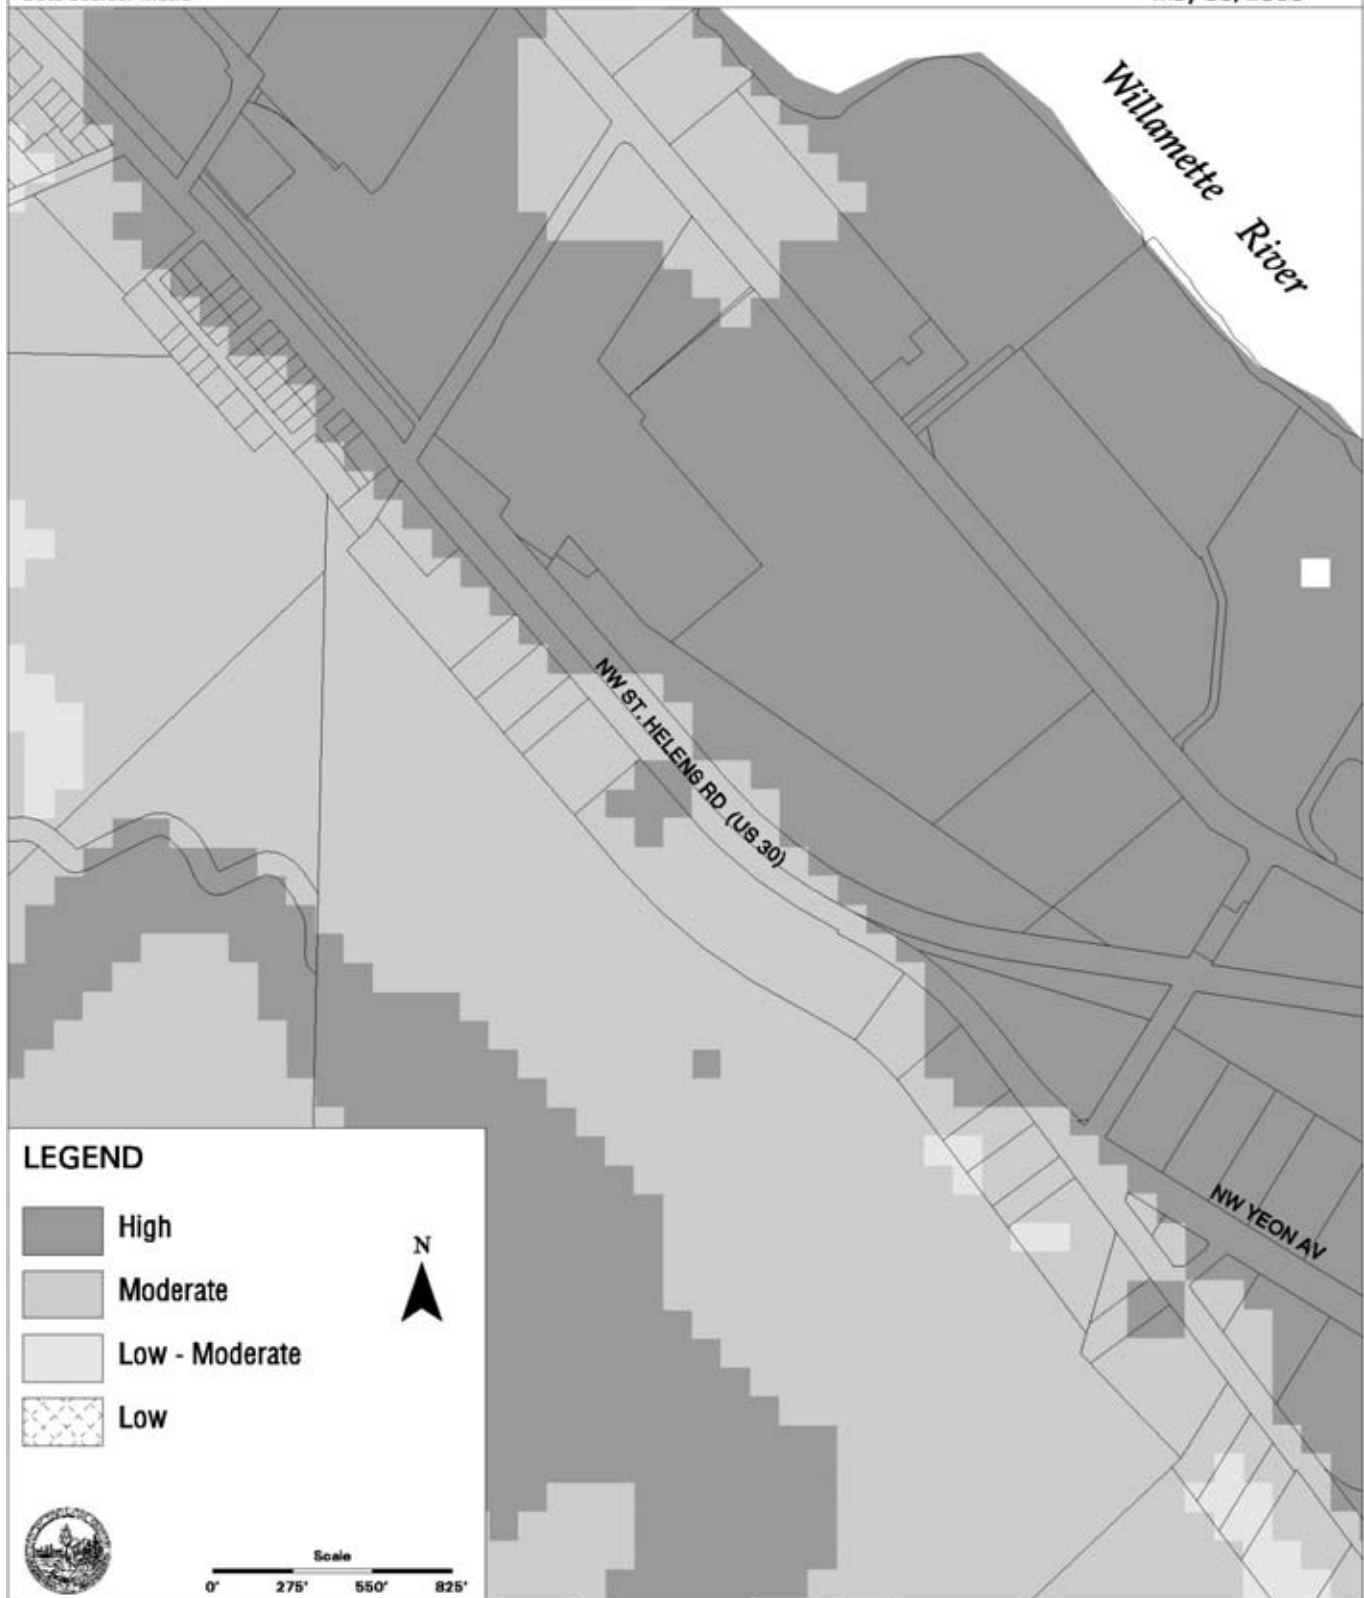 Willamette River
NW ST. HELENS RD (US 30)
NW YEON AV
LEGEND
High
Moderate
Low - Moderate
Low
N
Scale
0' 275' 550' 825'